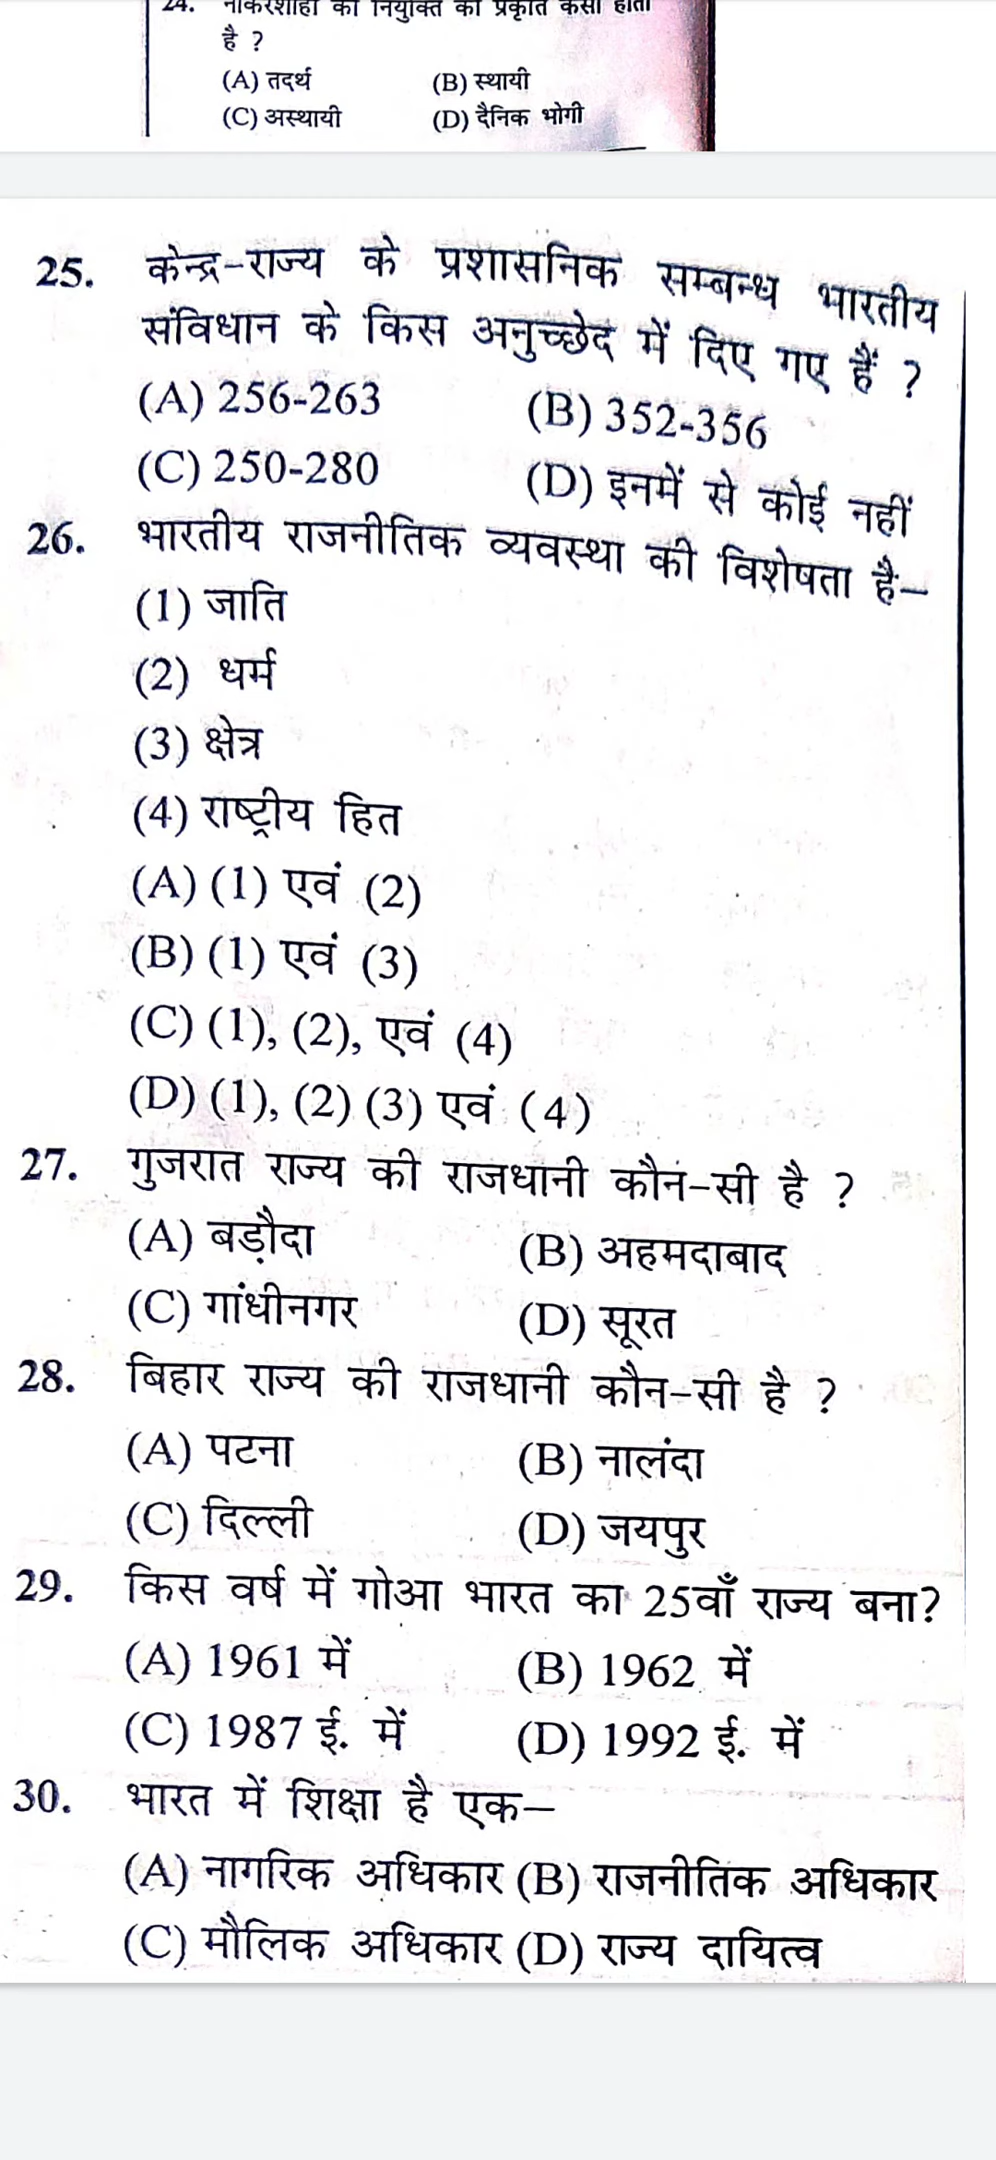 24. नौकरशाही की नियुक्ति की प्रकृति कैसी होती
है ?
(A) तदर्थ (B) स्थायी
(C) अस्थायी (D) दैनिक भोगी
25. केन्द्र-राज्य के प्रशासनिक सम्बन्ध भारतीय
संविधान के किस अनुच्छेद में दिए गए हैं ?
(A) 256-263 (B) 352-356
(C) 250-280 (D) इनमें से कोई नहीं
26. भारतीय राजनीतिक व्यवस्था की विशेषता है–
(1) जाति
(2) धर्म
(3) क्षेत्र
(4) राष्ट्रीय हित
(A) (1) एवं (2)
(B) (1) एवं (3)
(C) (1), (2), एवं (4)
(D) (1), (2) (3) एवं (4)
27. गुजरात राज्य की राजधानी कौन-सी है ?
(A) बड़ौदा (B) अहमदाबाद
(C) गांधीनगर (D) सूरत
28. बिहार राज्य की राजधानी कौन-सी है ?
(A) पटना (B) नालंदा
(C) दिल्ली (D) जयपुर
29. किस वर्ष में गोआ भारत का 25वाँ राज्य बना?
(A) 1961 में (B) 1962 में
(C) 1987 ई. में (D) 1992 ई. में
30. भारत में शिक्षा है एक–
(A) नागरिक अधिकार (B) राजनीतिक अधिकार
(C) मौलिक अधिकार (D) राज्य दायित्व